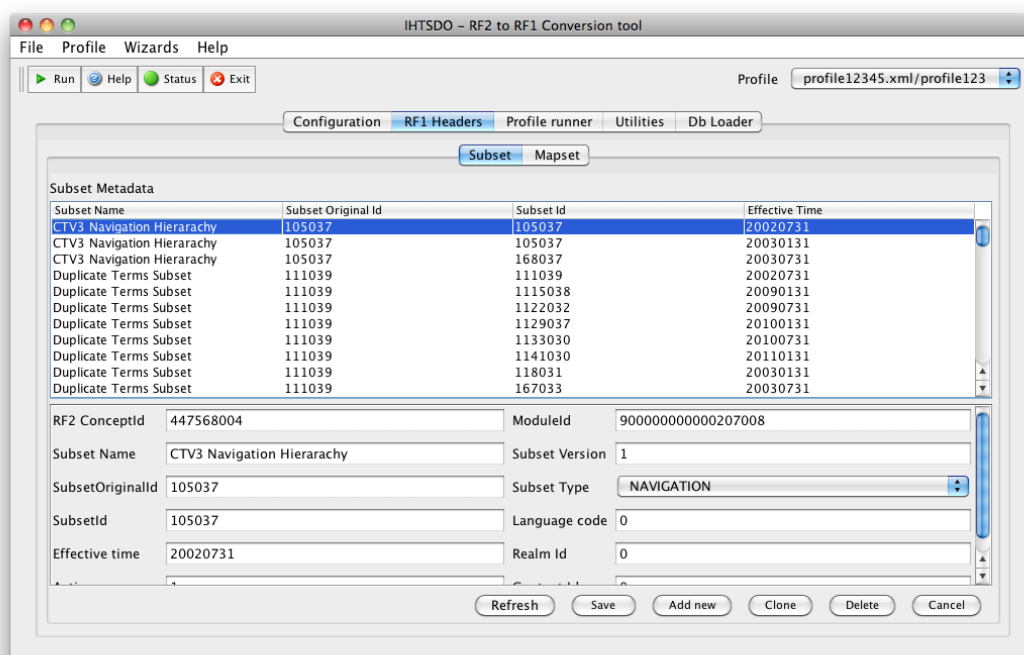 IHTSDO - RF2 to RF1 Conversion tool
File Profile Wizards Help
Run Help Status Exit Profile profile12345.xml/profile123
Configuration RF1 Headers Profile runner Utilities Db Loader
Subset Mapset
Subset Metadata
Subset Name Subset Original Id Subset Id Effective Time
CTV3 Navigation Hierarachy 105037 105037 20020731
CTV3 Navigation Hierarachy 105037 105037 20030131
CTV3 Navigation Hierarachy 105037 168037 20030731
Duplicate Terms Subset 111039 111039 20020731
Duplicate Terms Subset 111039 1115038 20090131
Duplicate Terms Subset 111039 1122032 20090731
Duplicate Terms Subset 111039 1129037 20100131
Duplicate Terms Subset 111039 1133030 20100731
Duplicate Terms Subset 111039 1141030 20110131
Duplicate Terms Subset 111039 118031 20030131
Duplicate Terms Subset 111039 167033 20030731
RF2 ConceptId 447568004 ModuleId 900000000000207008
Subset Name CTV3 Navigation Hierarachy Subset Version 1
SubsetOriginalId 105037 Subset Type NAVIGATION
SubsetId 105037 Language code 0
Effective time 20020731 Realm Id 0
Refresh Save Add new Clone Delete Cancel